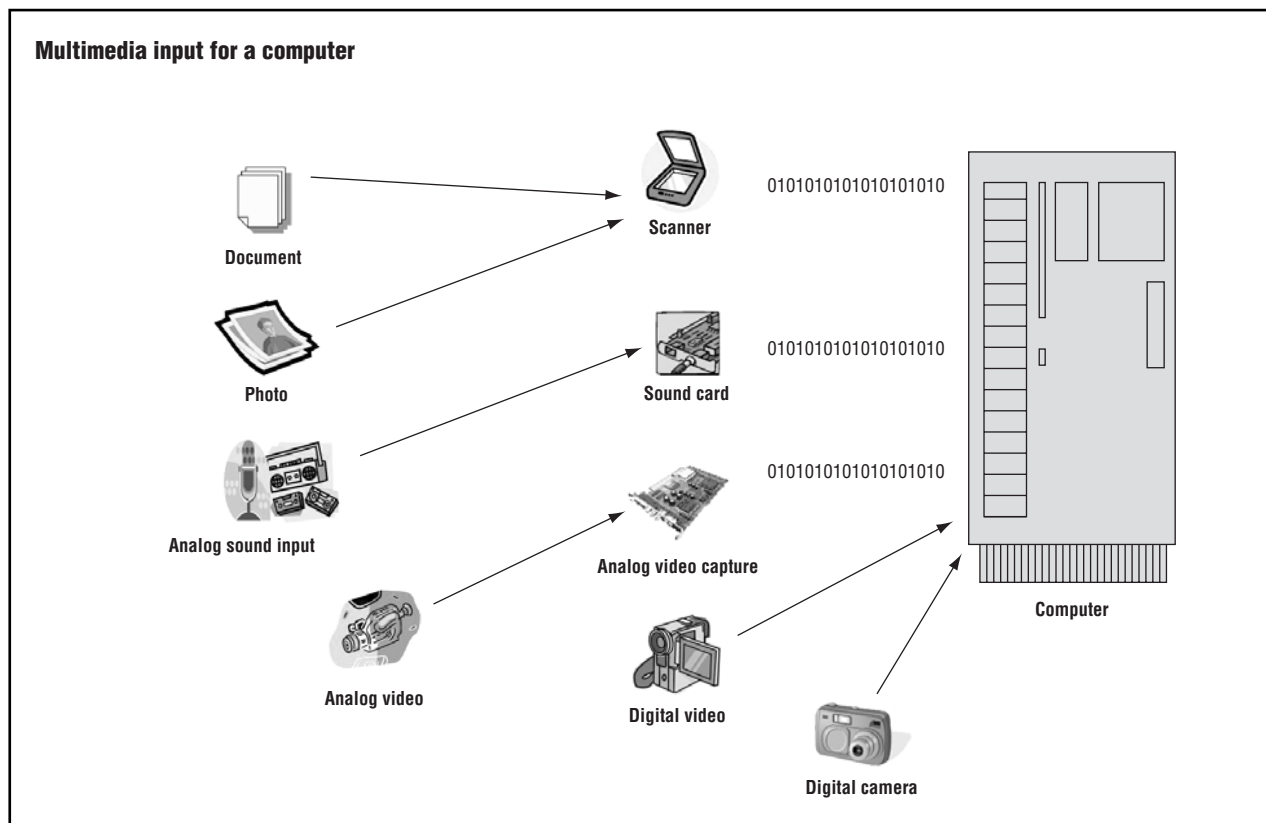 Multimedia input for a computer
Document
Scanner
0101010101010101010
Photo
Sound card
0101010101010101010
Analog sound input
Analog video capture
0101010101010101010
Computer
Analog video
Digital video
Digital camera